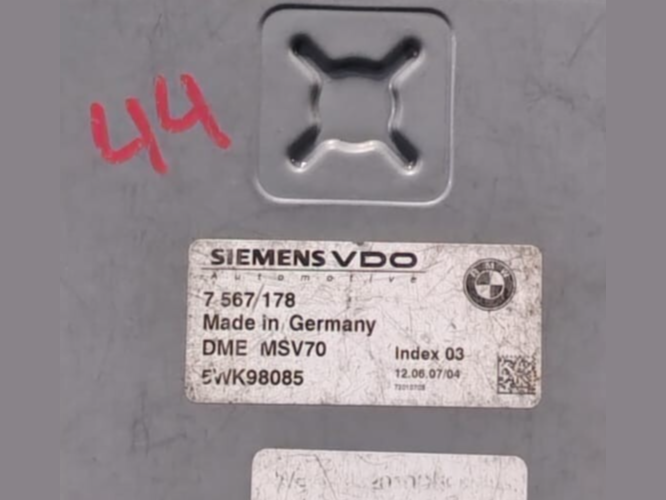 44
SIEMENS VDO
Automotive
7 567 178
Made in Germany
DME MSV70
Index 03
5WK98085
12.06.07/04